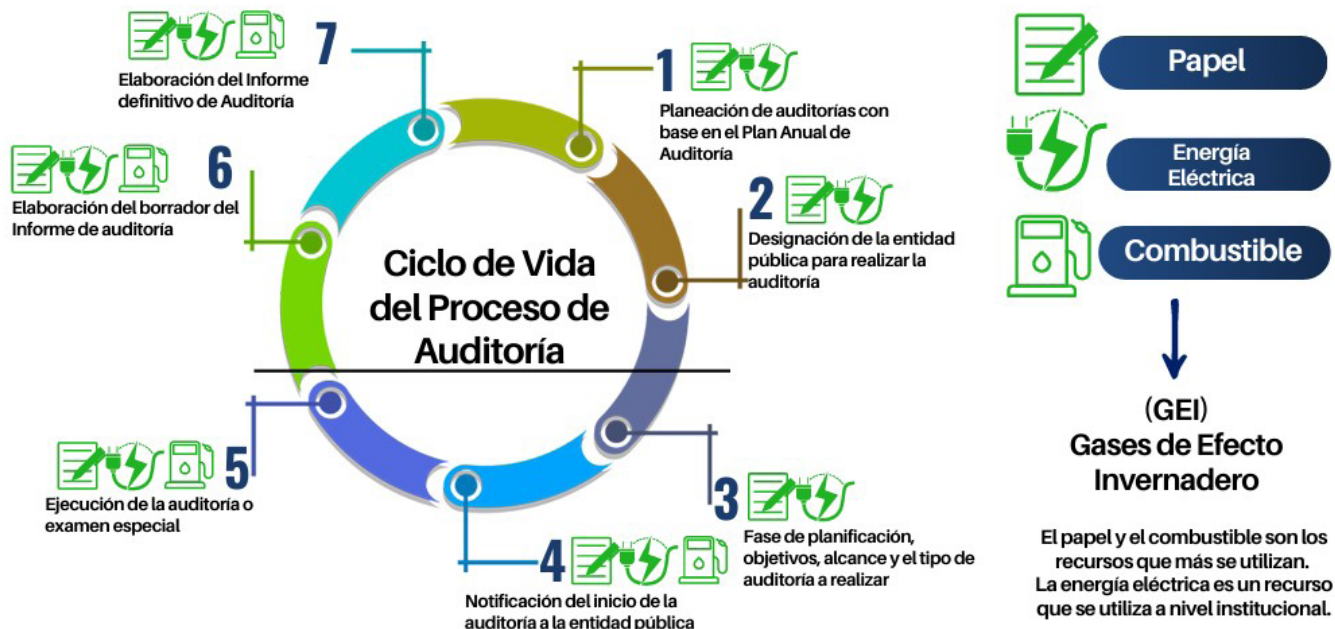 1
Planeación de auditorías con
base en el Plan Anual de
Auditoría
2
Designación de la entidad
pública para realizar la
auditoría
3
Fase de planificación,
objetivos, alcance y el tipo de
auditoría a realizar
4
Notificación del inicio de la
auditoría a la entidad pública
5
Ejecución de la auditoría o
examen especial
6
Elaboración del borrador del
Informe de auditoría
7
Elaboración del Informe
definitivo de Auditoría
Ciclo de Vida
del Proceso de
Auditoría
Papel
Energía
Eléctrica
Combustible
(GEI)
Gases de Efecto
Invernadero
El papel y el combustible son los
recursos que más se utilizan.
La energía eléctrica es un recurso
que se utiliza a nivel institucional.